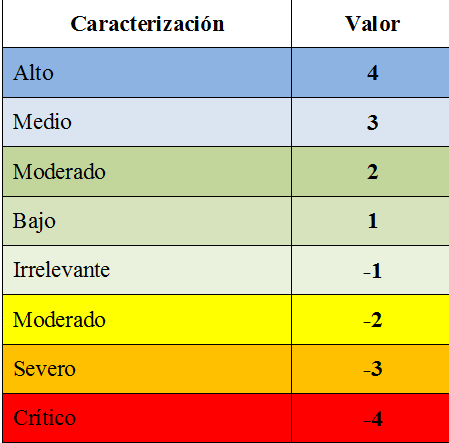 Caracterización Valor
Alto 4
Medio 3
Moderado 2
Bajo 1
Irrelevante -1
Moderado -2
Severo -3
Crítico -4